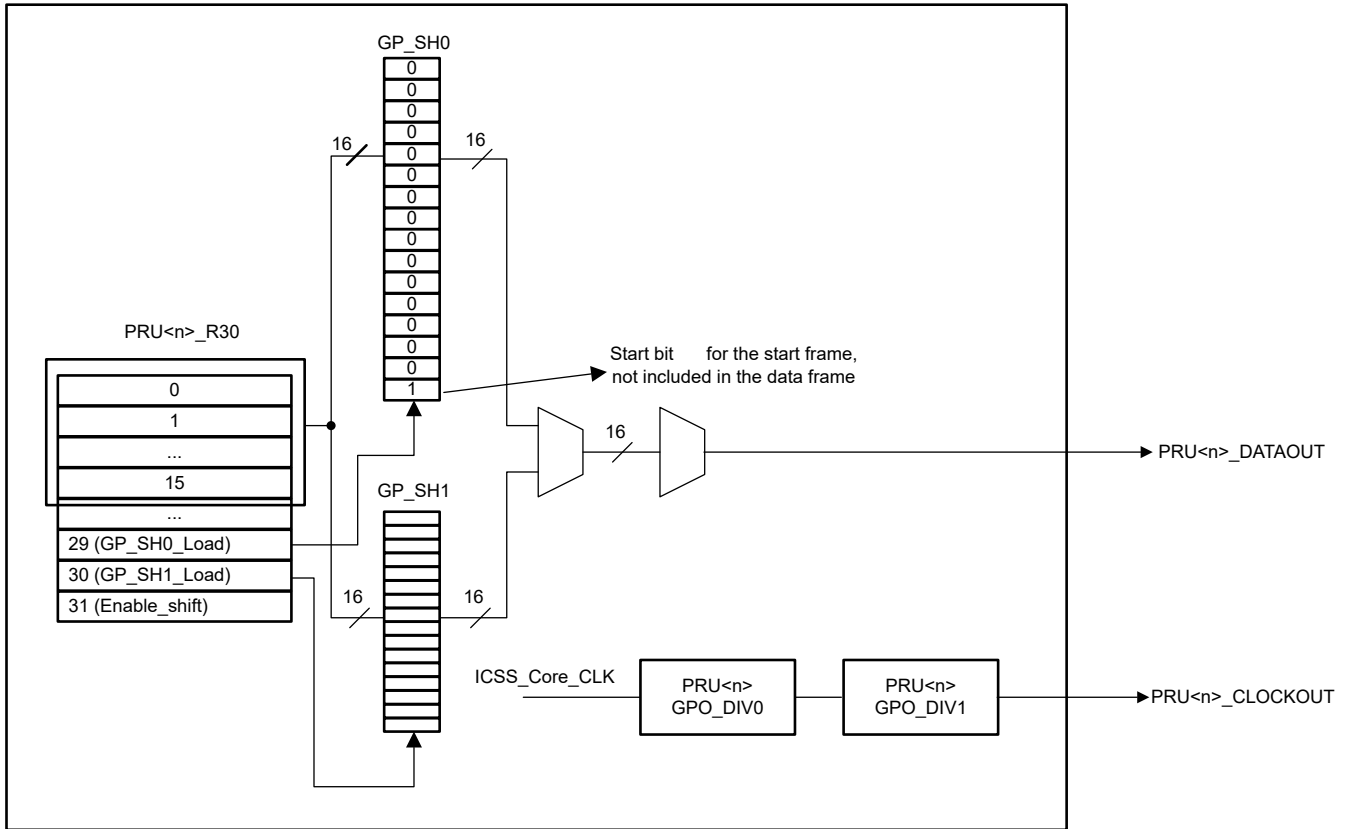 GP_SH0
0
0
0
0
16
16
0
0
0
0
0
0
0
0
0
0
0
1
Start bit for the start frame,
not included in the data frame
PRU<n>_R30
0
1
...
15
...
29 (GP_SH0_Load)
30 (GP_SH1_Load)
31 (Enable_shift)
16
PRU<n>_DATAOUT
GP_SH1
16
16
ICSS_Core_CLK
PRU<n>
GPO_DIV0
PRU<n>
GPO_DIV1
PRU<n>_CLOCKOUT